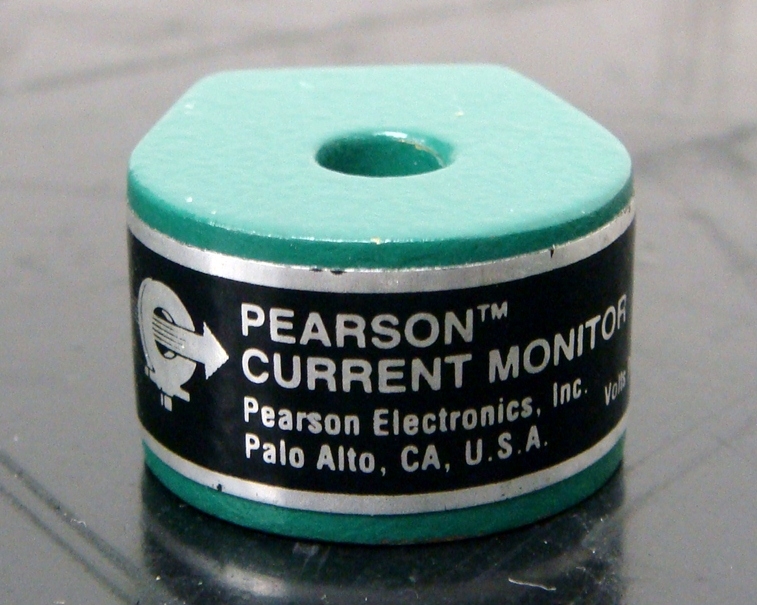 PEARSON™
CURRENT MONITOR
Pearson Electronics, Inc.
Palo Alto, CA, U.S.A.
Volts